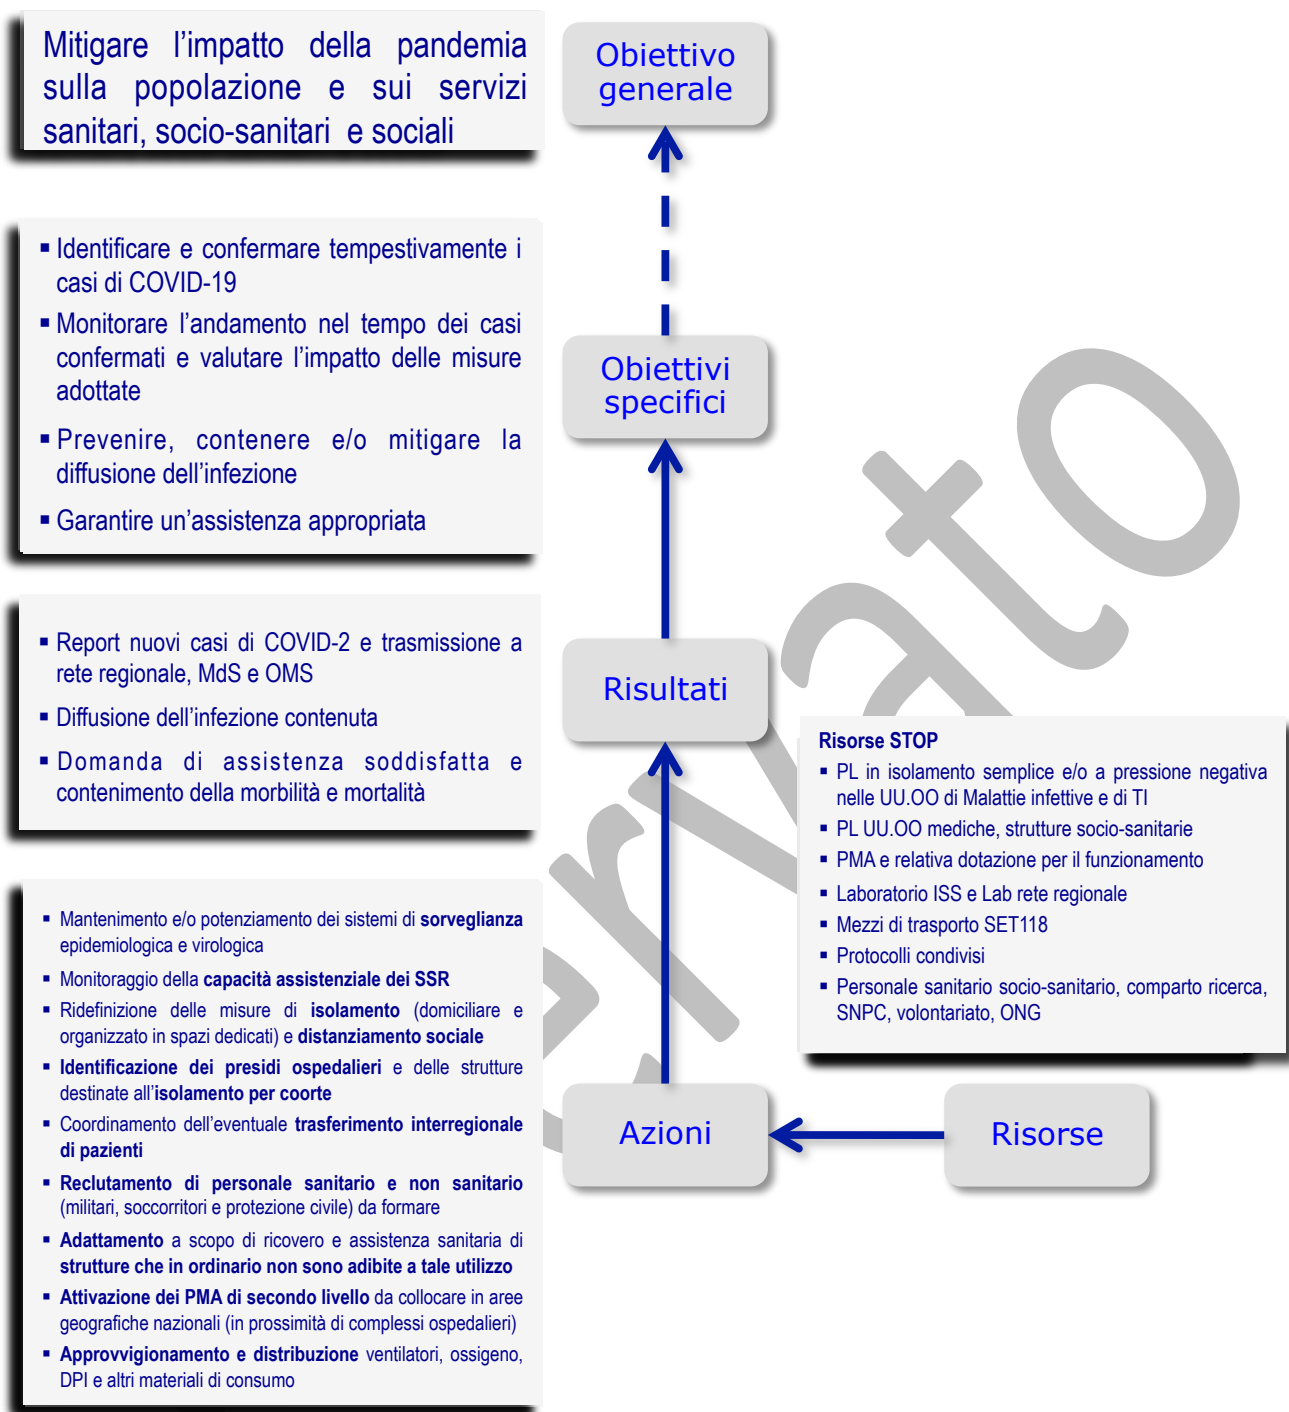 Mitigare l’impatto della pandemia
sulla popolazione e sui servizi
sanitari, socio-sanitari e sociali
Obiettivo
generale
▪ Identificare e confermare tempestivamente i
casi di COVID-19
▪ Monitorare l’andamento nel tempo dei casi
confermati e valutare l’impatto delle misure
adottate
▪ Prevenire, contenere e/o mitigare la
diffusione dell’infezione
▪ Garantire un’assistenza appropriata
Obiettivi
specifici
▪ Report nuovi casi di COVID-2 e trasmissione a
rete regionale, MdS e OMS
▪ Diffusione dell’infezione contenuta
▪ Domanda di assistenza soddisfatta e
contenimento della morbilità e mortalità
Risultati
Risorse STOP
▪ PL in isolamento semplice e/o a pressione negativa
nelle UU.OO di Malattie infettive e di TI
▪ PL UU.OO mediche, strutture socio-sanitarie
▪ PMA e relativa dotazione per il funzionamento
▪ Laboratorio ISS e Lab rete regionale
▪ Mezzi di trasporto SET118
▪ Protocolli condivisi
▪ Personale sanitario socio-sanitario, comparto ricerca,
SNPC, volontariato, ONG
▪ Mantenimento e/o potenziamento dei sistemi di sorveglianza
epidemiologica e virologica
▪ Monitoraggio della capacità assistenziale dei SSR
▪ Ridefinizione delle misure di isolamento (domiciliare e
organizzato in spazi dedicati) e distanziamento sociale
▪ Identificazione dei presidi ospedalieri e delle strutture
destinate all’isolamento per coorte
▪ Coordinamento dell’eventuale trasferimento interregionale
di pazienti
▪ Reclutamento di personale sanitario e non sanitario
(militari, soccorritori e protezione civile) da formare
▪ Adattamento a scopo di ricovero e assistenza sanitaria di
strutture che in ordinario non sono adibite a tale utilizzo
▪ Attivazione dei PMA di secondo livello da collocare in aree
geografiche nazionali (in prossimità di complessi ospedalieri)
▪ Approvvigionamento e distribuzione ventilatori, ossigeno,
DPI e altri materiali di consumo
Azioni
Risorse
ervato